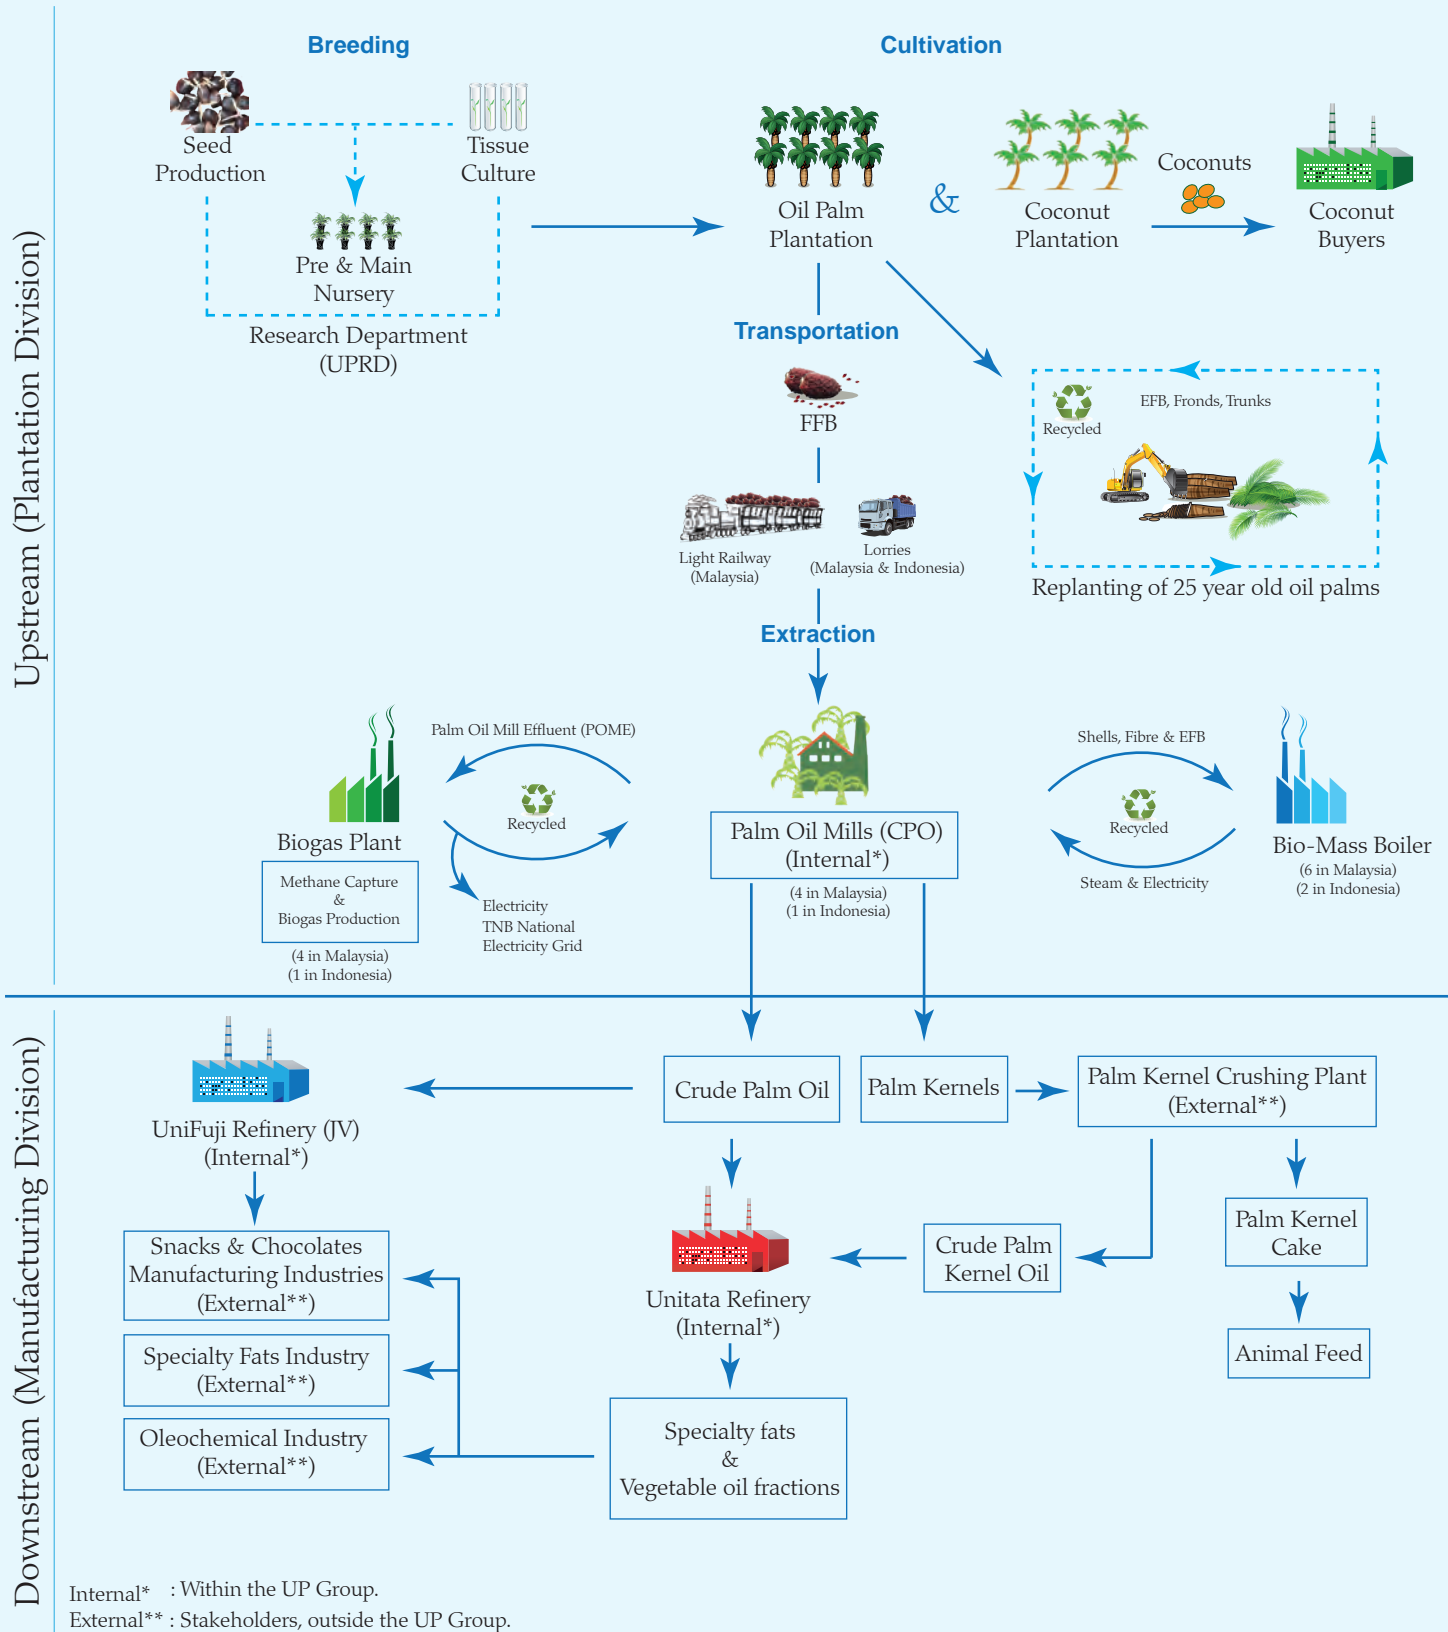 Upstream (Plantation Division)
Breeding
Cultivation
Seed
Production
Tissue
Culture
Pre & Main
Nursery
Research Department
(UPRD)
Oil Palm
Plantation
&
Coconut
Plantation
Coconuts
Coconut
Buyers
Transportation
FFB
Light Railway
(Malaysia)
Lorries
(Malaysia & Indonesia)
Recycled
EFB, Fronds, Trunks
Replanting of 25 year old oil palms
Extraction
Palm Oil Mill Effluent (POME)
Recycled
Biogas Plant
Methane Capture
&
Biogas Production
(4 in Malaysia)
(1 in Indonesia)
Electricity
TNB National
Electricity Grid
Palm Oil Mills (CPO)
(Internal*)
(4 in Malaysia)
(1 in Indonesia)
Shells, Fibre & EFB
Recycled
Steam & Electricity
Bio-Mass Boiler
(6 in Malaysia)
(2 in Indonesia)
Downstream (Manufacturing Division)
UniFuji Refinery (JV)
(Internal*)
Crude Palm Oil
Palm Kernels
Palm Kernel Crushing Plant
(External**)
Snacks & Chocolates
Manufacturing Industries
(External**)
Specialty Fats Industry
(External**)
Oleochemical Industry
(External**)
Unitata Refinery
(Internal*)
Crude Palm
Kernel Oil
Palm Kernel
Cake
Animal Feed
Specialty fats
&
Vegetable oil fractions
Internal* : Within the UP Group.
External** : Stakeholders, outside the UP Group.